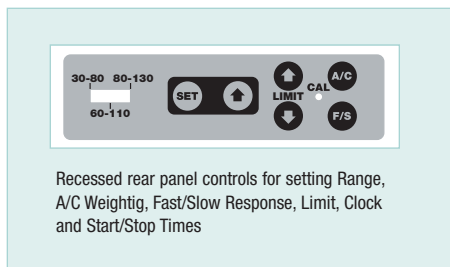 30-80 80-130
60-110
SET
LIMIT
CAL
A/C
F/S
Recessed rear panel controls for setting Range,
A/C Weightig, Fast/Slow Response, Limit, Clock
and Start/Stop Times